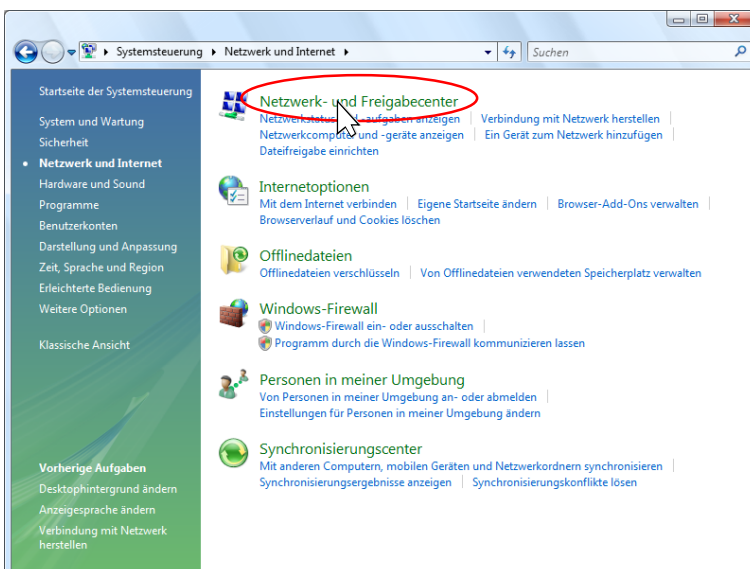 Systemsteuerung ▸ Netzwerk und Internet ▸
Suchen
Startseite der Systemsteuerung
System und Wartung
Sicherheit
Netzwerk und Internet
Hardware und Sound
Programme
Benutzerkonten
Darstellung und Anpassung
Zeit, Sprache und Region
Erleichterte Bedienung
Weitere Optionen
Klassische Ansicht
Vorherige Aufgaben
Desktophintergrund ändern
Anzeigesprache ändern
Verbindung mit Netzwerk
herstellen
Netzwerk- und Freigabecenter
Netzwerkstatus und -aufgaben anzeigen | Verbindung mit Netzwerk herstellen |
Netzwerkcomputer und -geräte anzeigen | Ein Gerät zum Netzwerk hinzufügen |
Dateifreigabe einrichten
Internetoptionen
Mit dem Internet verbinden | Eigene Startseite ändern | Browser-Add-Ons verwalten |
Browserverlauf und Cookies löschen
Offlinedateien
Offlinedateien verschlüsseln | Von Offlinedateien verwendeten Speicherplatz verwalten
Windows-Firewall
Windows-Firewall ein- oder ausschalten |
Programm durch die Windows-Firewall kommunizieren lassen
Personen in meiner Umgebung
Von Personen in meiner Umgebung an- oder abmelden |
Einstellungen für Personen in meiner Umgebung ändern
Synchronisierungscenter
Mit anderen Computern, mobilen Geräten und Netzwerkordnern synchronisieren |
Synchronisierungsergebnisse anzeigen | Synchronisierungskonflikte lösen